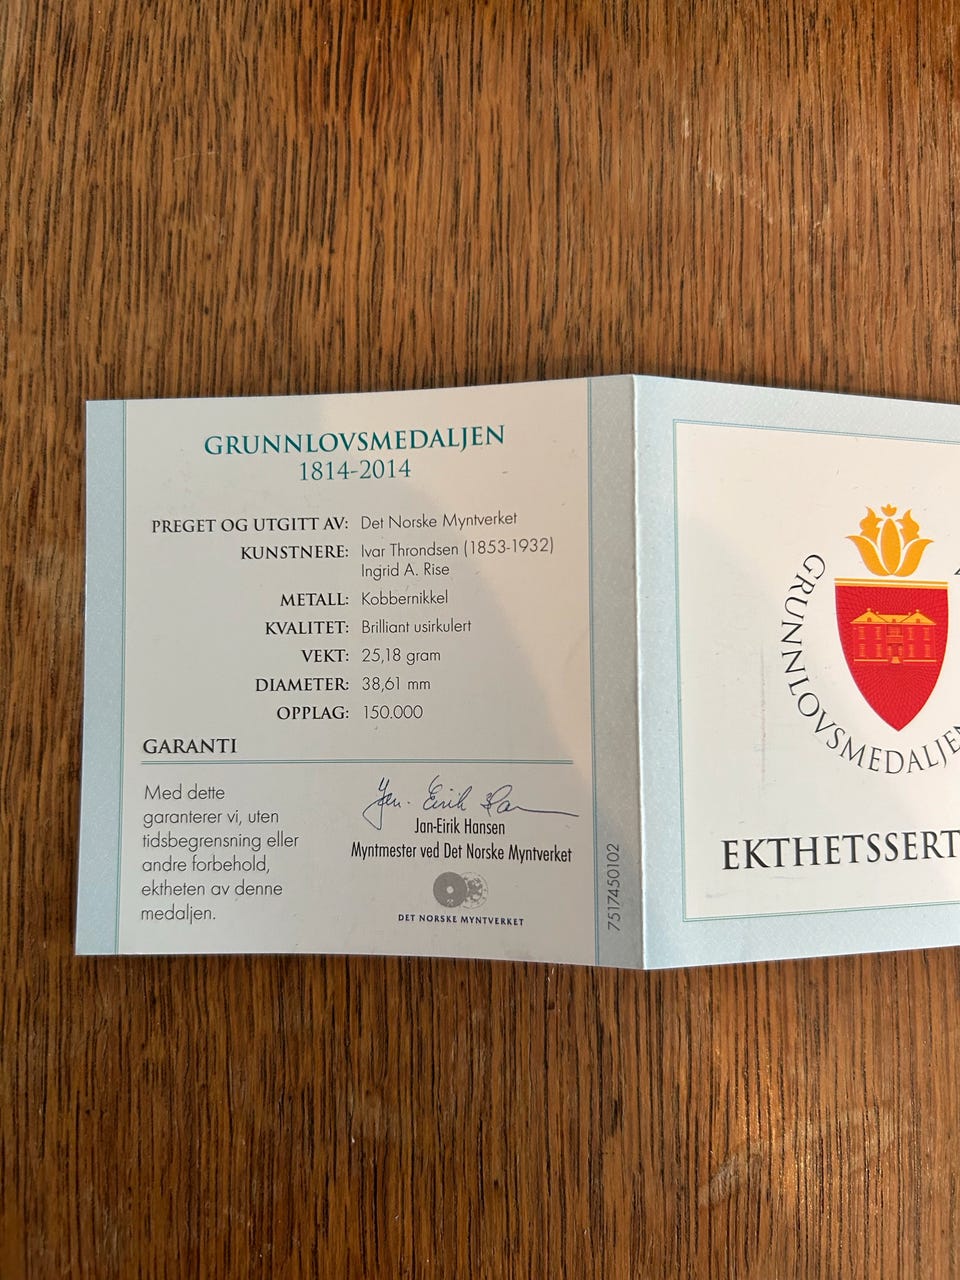 GRUNNLOVSMEDALJEN
1814-2014
PREGET OG UTGITT AV: Det Norske Myntverket
KUNSTNERE: Ivar Throndsen (1853-1932)
Ingrid A. Rise
METALL: Kobbernikkel
KVALITET: Brilliant usirkulert
VEKT: 25,18 gram
DIAMETER: 38,61 mm
OPPLAG: 150.000
GARANTI
Med dette
garanterer vi, uten
tidsbegrensning eller
andre forbehold,
ektheten av denne
medaljen.
Jan-Eirik Hansen
Myntmester ved Det Norske Myntverket
DET NORSKE MYNTVERKET
7517450102
GRUNNLOVSMEDALJEN
EKTHETSSERT